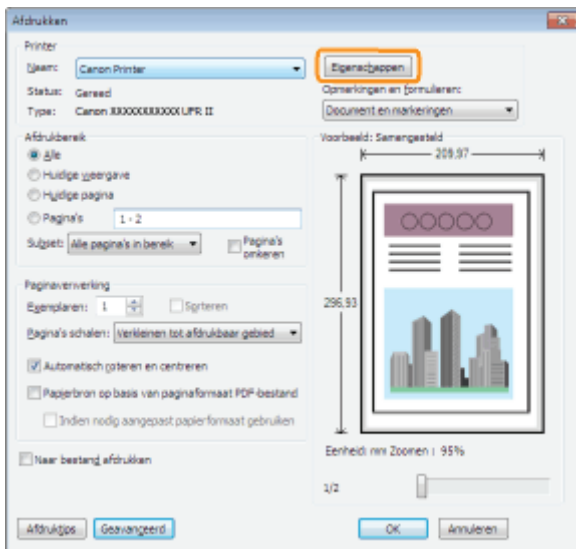 Afdrukken
Printer
Naam: Canon Printer
Eigenschappen
Status: Gereed
Opmerkingen en formulieren:
Type: Canon XXXXXXXXXXX UFR II
Document en markeringen
Afdrukbereik
Alle
Huidige weergave
Huidige pagina
Pagina's 1 - 2
Subset: Alle pagina's in bereik
Pagina's omkeren
Voorbeeld: Samengesteld
209,97
296,93
Paginaverwerking
Exemplaren: 1
Sorteren
Pagina's schalen: Verkleinen tot afdrukbaar gebied
Automatisch roteren en centreren
Papierbron op basis van paginaformaat PDF-bestand
Indien nodig aangepast papierformaat gebruiken
Naar bestand afdrukken
Eenheid: mm Zoomen : 95%
1/2
Afdruktips
Geavanceerd
OK
Annuleren